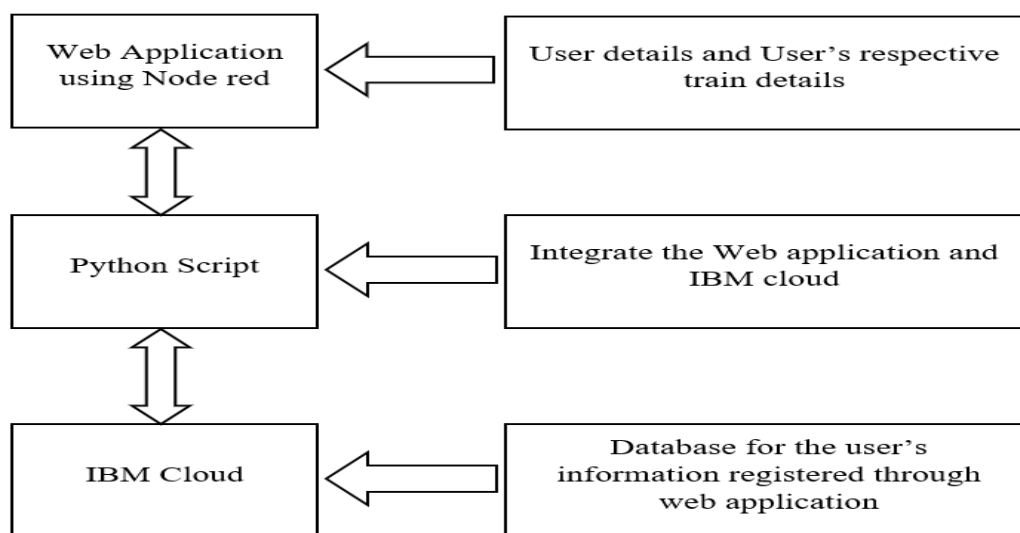 Web Application
using Node red
User details and User's respective
train details
Python Script
Integrate the Web application and
IBM cloud
IBM Cloud
Database for the user's
information registered through
web application